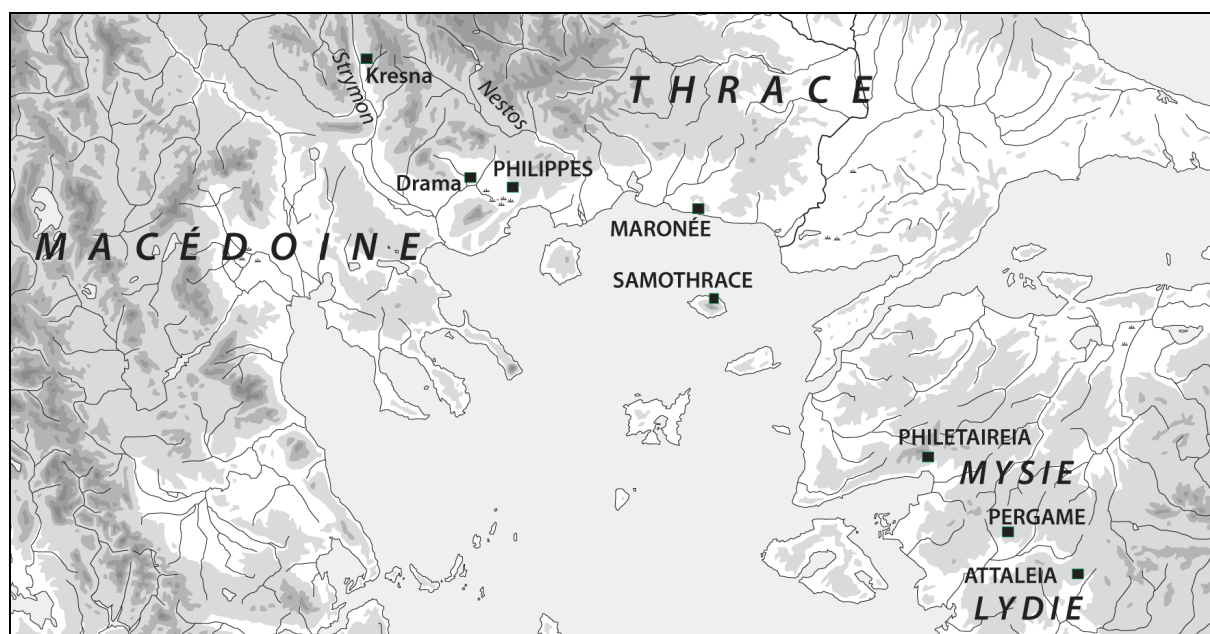 Kresna
Strymon
Nestos
THRACE
Drama
PHILIPPES
MARONÉE
MACÉDOINE
SAMOTHRACE
PHILETAIREIA
MYSIE
PERGAME
ATTALEIA
LYDIE